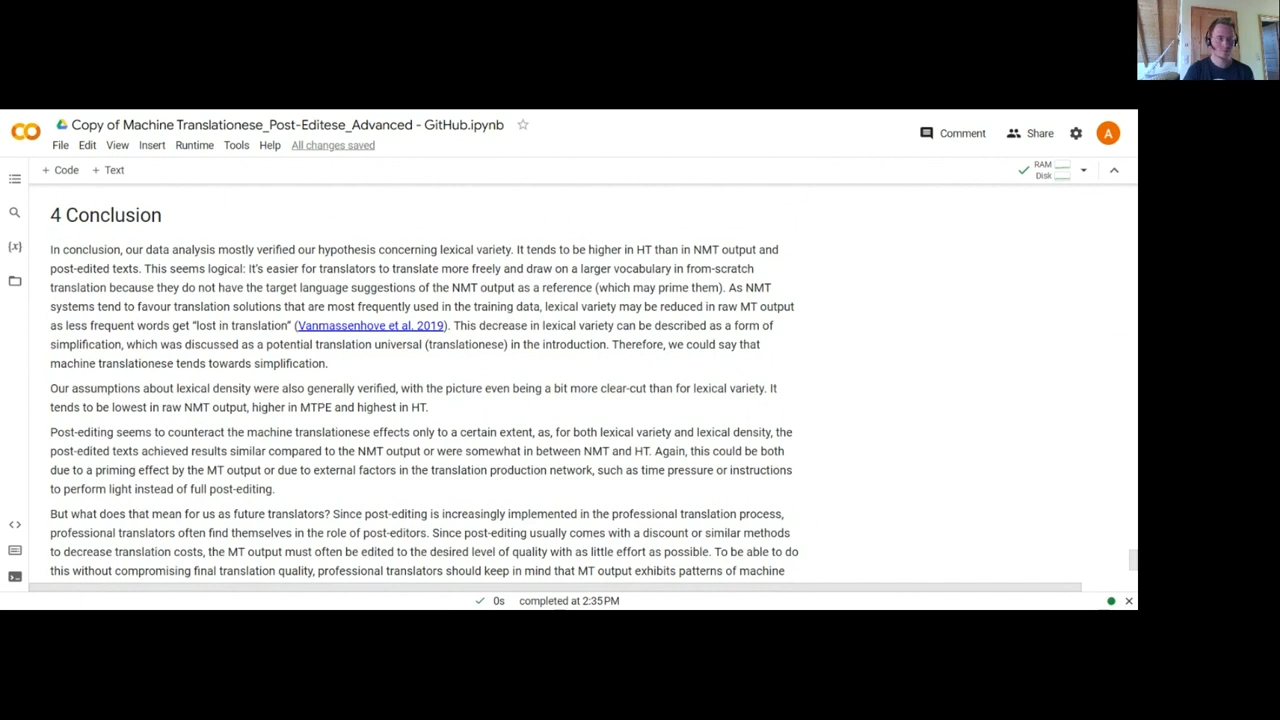 Copy of Machine Translationese_Post-Editese_Advanced - GitHub.ipynb
File Edit View Insert Runtime Tools Help All changes saved
Comment Share A
+ Code + Text
RAM
Disk
4 Conclusion
In conclusion, our data analysis mostly verified our hypothesis concerning lexical variety. It tends to be higher in HT than in NMT output and
post-edited texts. This seems logical: It's easier for translators to translate more freely and draw on a larger vocabulary in from-scratch
translation because they do not have the target language suggestions of the NMT output as a reference (which may prime them). As NMT
systems tend to favour translation solutions that are most frequently used in the training data, lexical variety may be reduced in raw MT output
as less frequent words get “lost in translation” (Vanmassenhove et al. 2019). This decrease in lexical variety can be described as a form of
simplification, which was discussed as a potential translation universal (translationese) in the introduction. Therefore, we could say that
machine translationese tends towards simplification.
Our assumptions about lexical density were also generally verified, with the picture even being a bit more clear-cut than for lexical variety. It
tends to be lowest in raw NMT output, higher in MTPE and highest in HT.
Post-editing seems to counteract the machine translationese effects only to a certain extent, as, for both lexical variety and lexical density, the
post-edited texts achieved results similar compared to the NMT output or were somewhat in between NMT and HT. Again, this could be both
due to a priming effect by the MT output or due to external factors in the translation production network, such as time pressure or instructions
to perform light instead of full post-editing.
But what does that mean for us as future translators? Since post-editing is increasingly implemented in the professional translation process,
professional translators often find themselves in the role of post-editors. Since post-editing usually comes with a discount or similar methods
to decrease translation costs, the MT output must often be edited to the desired level of quality with as little effort as possible. To be able to do
this without compromising final translation quality, professional translators should keep in mind that MT output exhibits patterns of machine
0s completed at 2:35 PM